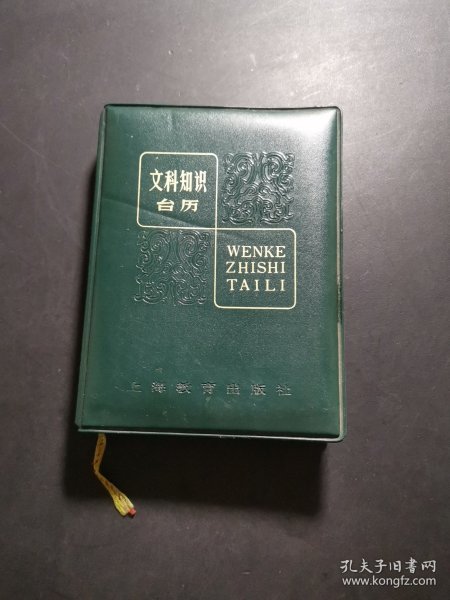 文科知识
台历
WENKE
ZHISHI
TAILI
上海教育出版社
孔夫子旧书网
www.kongfz.com